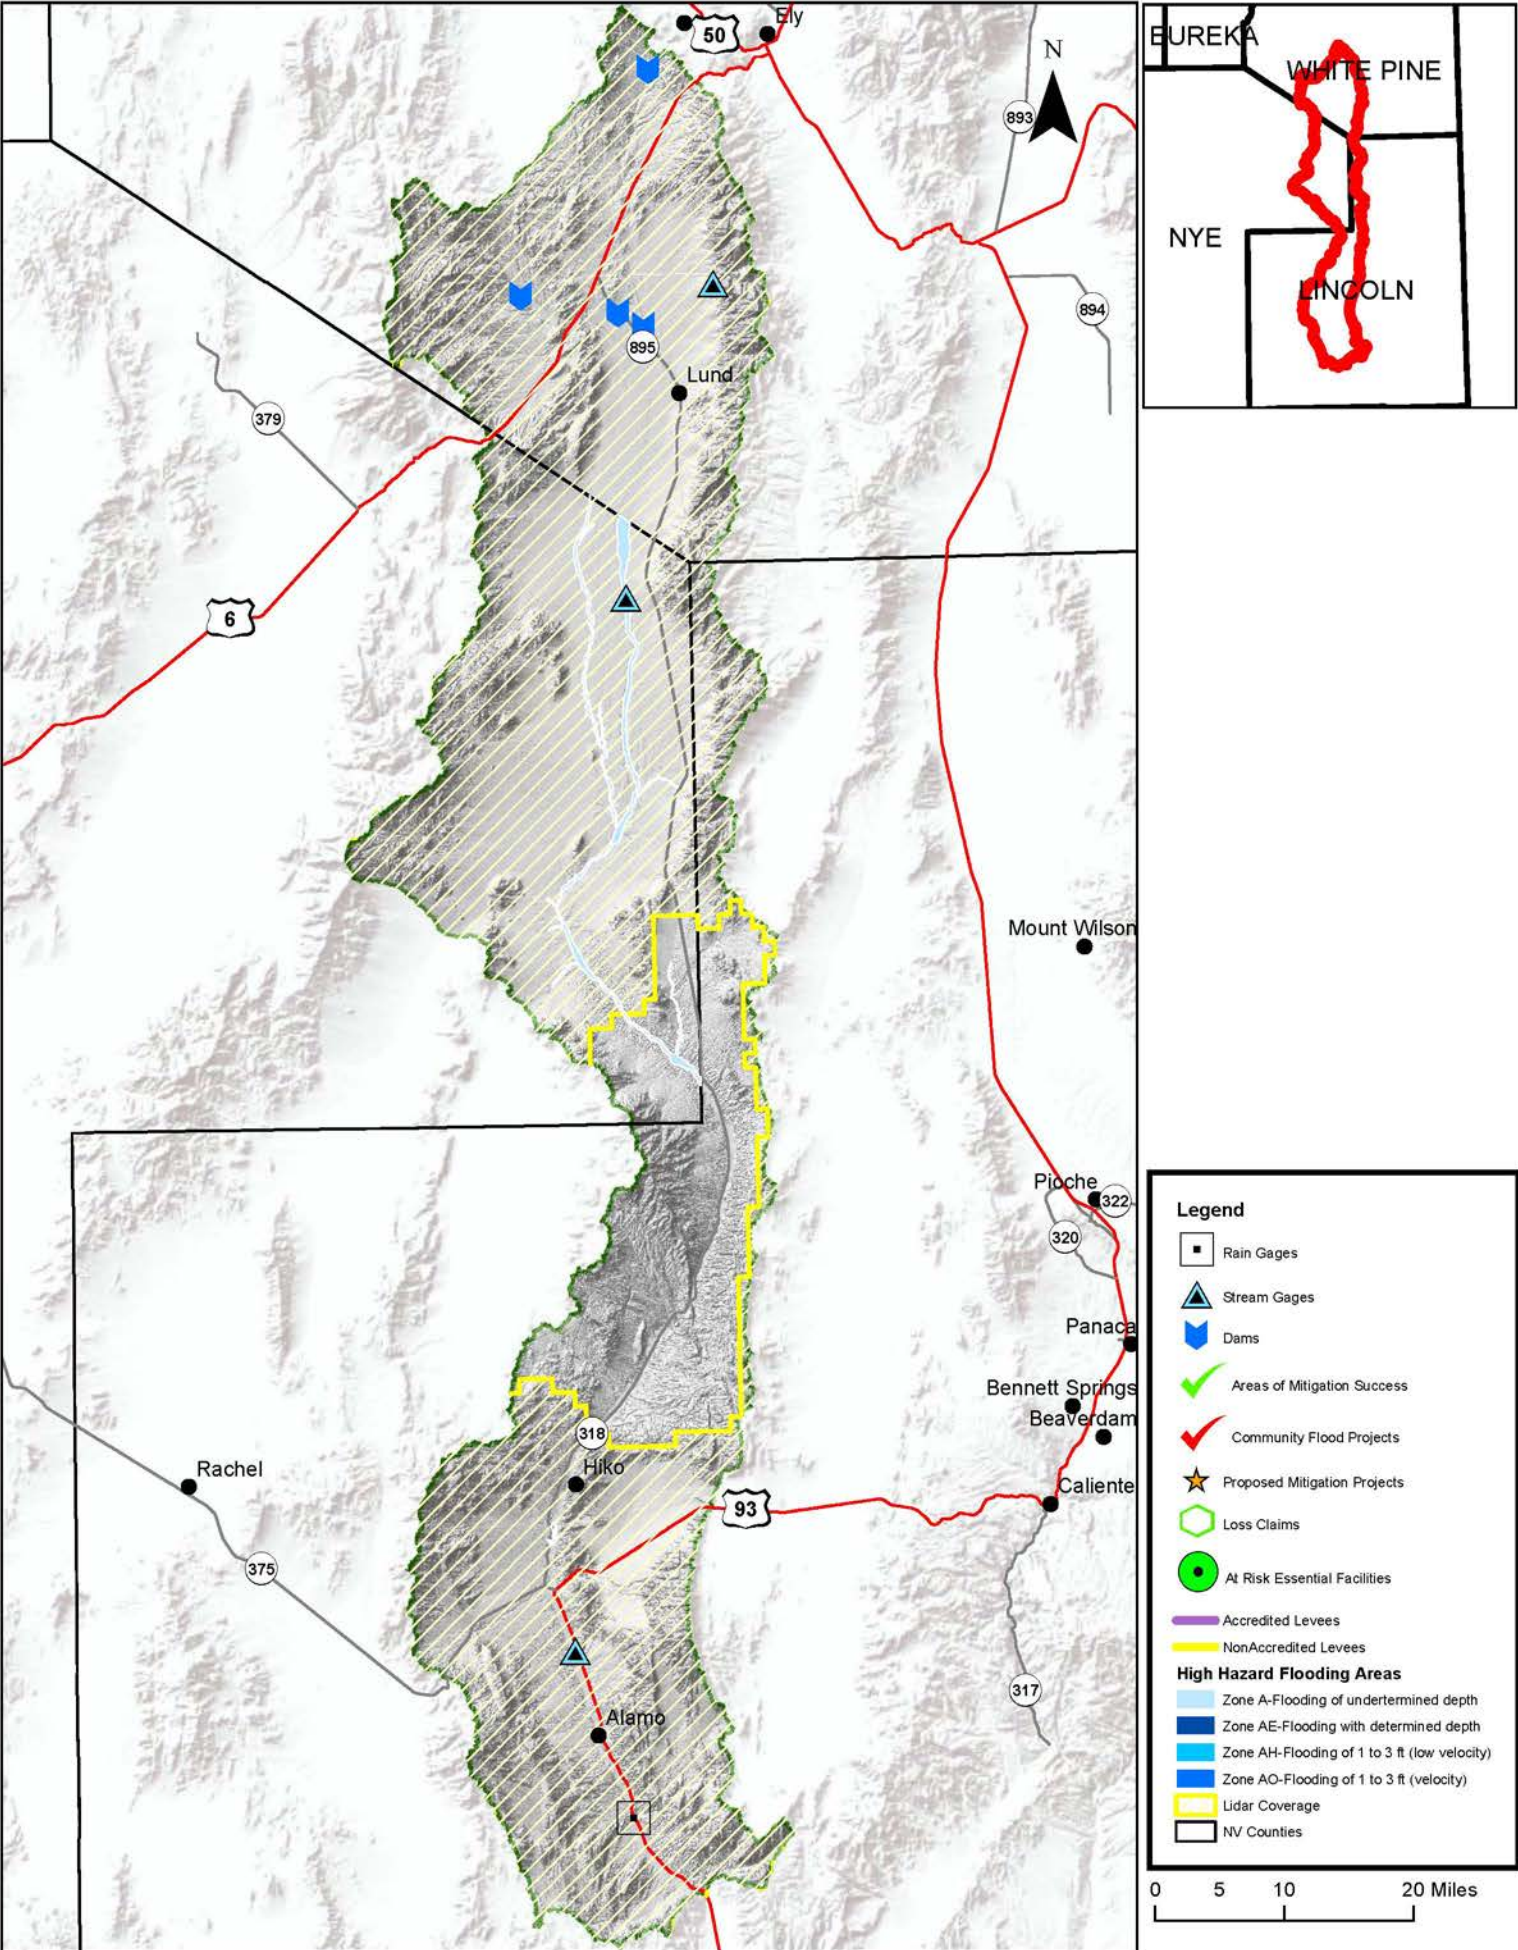 Ely
50
N
893
895
Lund
894
379
6
Mount Wilson
Pioche
322
320
Panaca
Bennett Springs
Beaverdam
318
Hiko
Rachel
Caliente
93
375
317
Alamo
EUREKA
WHITE PINE
NYE
LINCOLN
Legend
Rain Gages
Stream Gages
Dams
Areas of Mitigation Success
Community Flood Projects
Proposed Mitigation Projects
Loss Claims
At Risk Essential Facilities
Accredited Levees
NonAccredited Levees
High Hazard Flooding Areas
Zone A-Flooding of undertermined depth
Zone AE-Flooding with determined depth
Zone AH-Flooding of 1 to 3 ft (low velocity)
Zone AO-Flooding of 1 to 3 ft (velocity)
Lidar Coverage
NV Counties
0 5 10 20 Miles